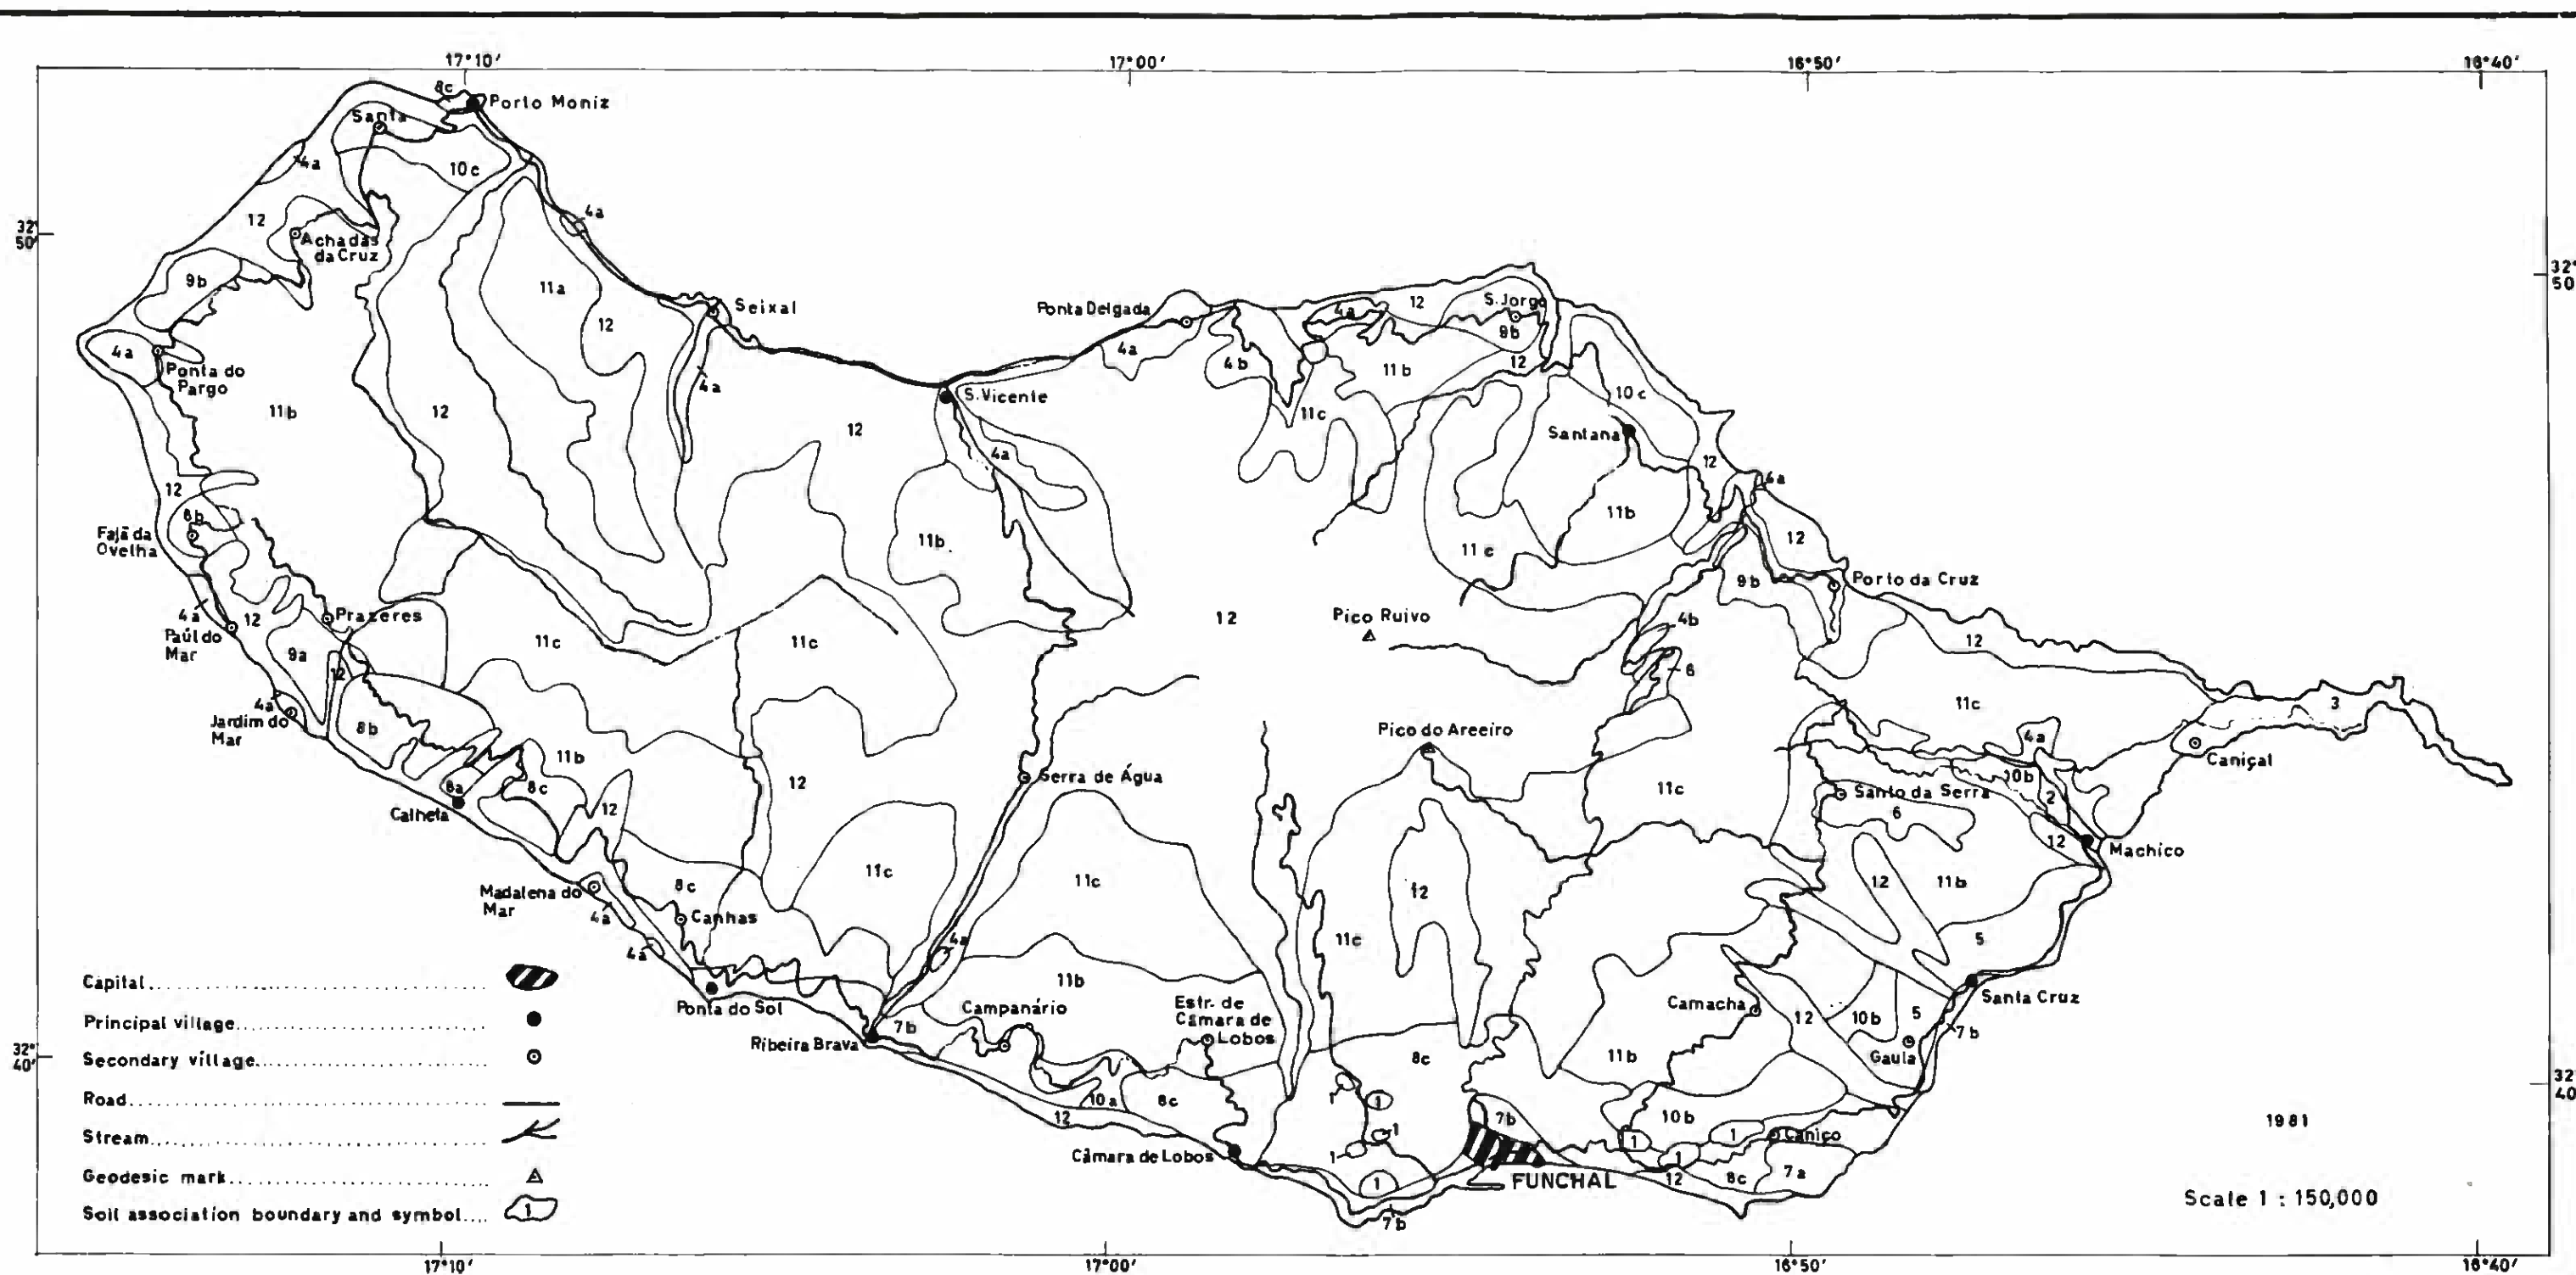 17°10′ 17°00′ 16°50′ 16°40′
8c Porto Moniz
Santa
4a 10c
12 4a
32° 50′
Achadas da Cruz
9b 11a 12 Seixal
Ponta Delgada 4a 12 S. Jorge 9b
32° 50′
4a Ponta do Pargo 4a 4b 11b 12
11b 12 S. Vicente 11c 10c
12 4a Santana 12 4a
12 8b 11b 11c 11b 12
Fajã da Ovelha
9b Porto da Cruz
4a Paúl do Mar 12 Prazeres 11c 11c 12 Pico Ruivo 4b 12
9a 12 6
4a Jardim do Mar 8b 11c 3
Pico do Areeiro 4a Caniçal
11b 12 Serra de Água 11c 10b 2
8a 8c 12 Santo da Serra 6
Calheta 12 Machico
8c 11c 11c 12 12 11b
Madalena do Mar 4a Canhas
4a 4a 11c 5
11b
Ponta do Sol Campanário Estr. de Câmara de Lobos Camacha Santa Cruz
Ribeira Brava 7b 12 10b 5 7b
8c 11b Gaula
32° 40′
32° 40′
10a 8c 1 1 7b 10b
12 1 1 1 1 Caniço
Câmara de Lobos 1 1
1 FUNCHAL 12 8c 7a
7b
Capital
Principal village
Secondary village
Road
Stream
Geodesic mark
Soil association boundary and symbol 1
1981
Scale 1 : 150,000
17°10′ 17°00′ 16°50′ 16°40′